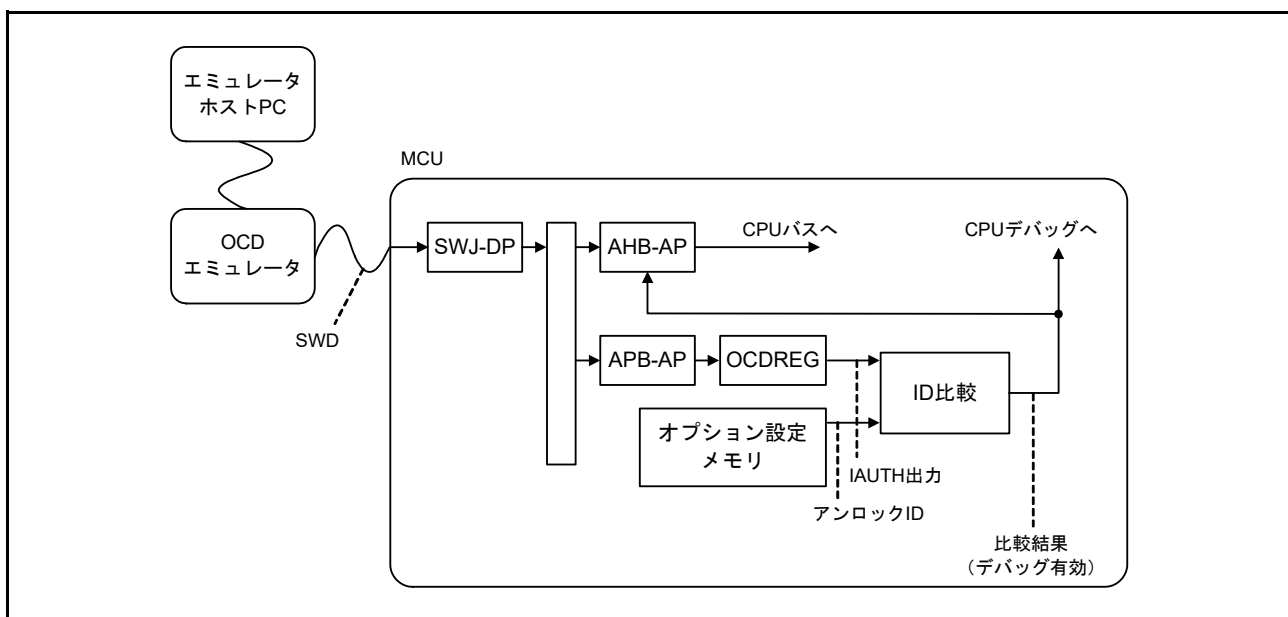 エミュレータ
ホストPC
MCU
OCD
エミュレータ
SWD
SWJ-DP
AHB-AP
CPUバスへ
CPUデバッグへ
APB-AP
OCDREG
ID比較
オプション設定
メモリ
IAUTH出力
アンロックID
比較結果
(デバッグ有効)